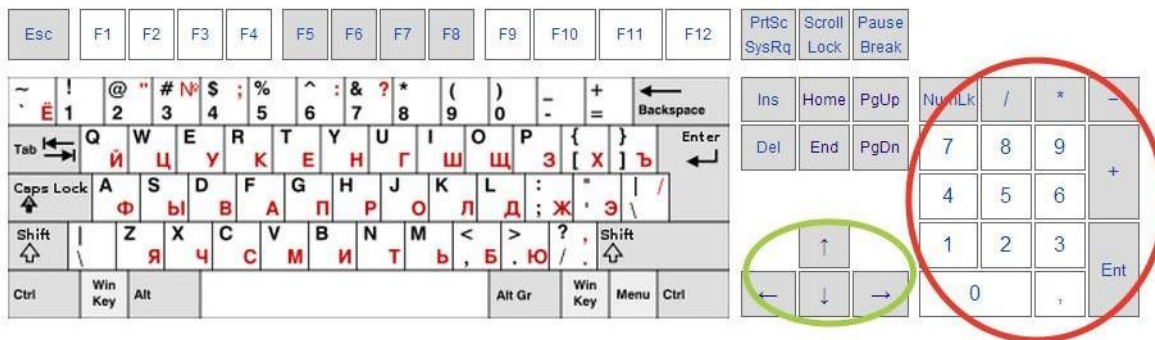 Esc F1 F2 F3 F4 F5 F6 F7 F8 F9 F10 F11 F12 PrtSc SysRq Scroll Lock Pause Break
~ ` Ё ! 1 @ " 2 # № 3 $ ; 4 % 5 ^ : 6 & ? 7 * 8 ( 9 ) 0 _ - + = Backspace Ins Home PgUp NumLk / * −
Tab Q Й W Ц E У R К T Е Y Н U Г I Ш O Щ P З { [ Х } ] Ъ Enter Del End PgDn 7 8 9 +
Caps Lock A Ф S Ы D В F А G П H Р J О K Л L Д : ; Ж " ' Э | / \ 4 5 6
Shift | \ Z Я X Ч C С V М B И N Т M Ь < , Б > . Ю ? , / . Shift ↑ 1 2 3 Ent
Ctrl Win Key Alt Alt Gr Win Key Menu Ctrl ← ↓ → 0 ,